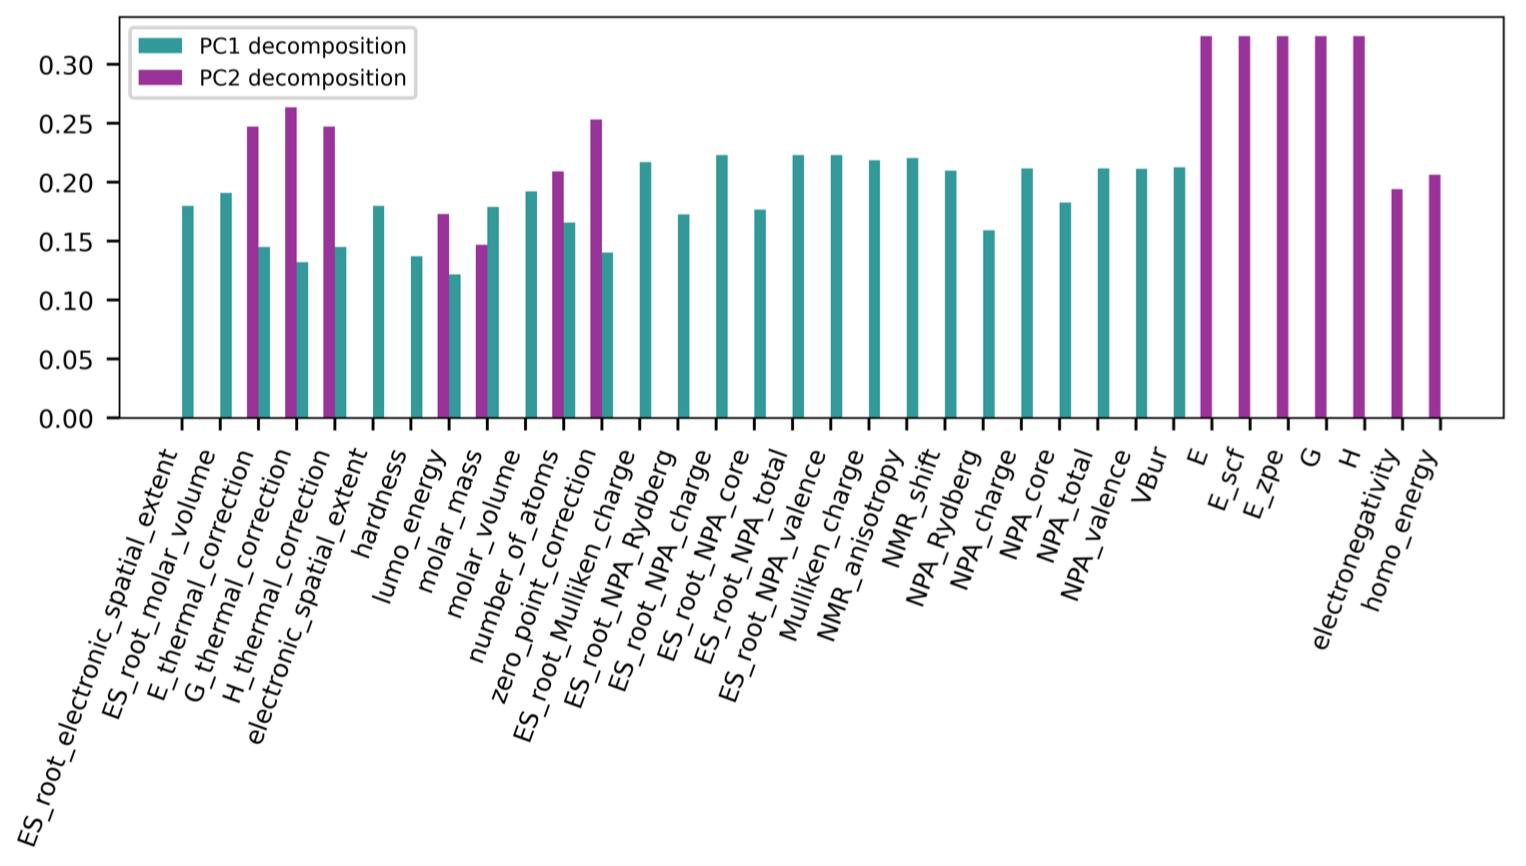 PC1 decomposition
PC2 decomposition
0.30
0.25
0.20
0.15
0.10
0.05
0.00
ES_root_electronic_spatial_extent
ES_root_molar_volume
E_thermal_correction
G_thermal_correction
H_thermal_correction
electronic_spatial_extent
hardness
lumo_energy
molar_mass
molar_volume
number_of_atoms
zero_point_correction
ES_root_Mulliken_charge
ES_root_NPA_Rydberg
ES_root_NPA_charge
ES_root_NPA_core
ES_root_NPA_total
ES_root_NPA_valence
Mulliken_charge
NMR_anisotropy
NMR_shift
NPA_Rydberg
NPA_charge
NPA_core
NPA_total
NPA_valence
VBur
E
E_scf
E_zpe
G
H
electronegativity
homo_energy